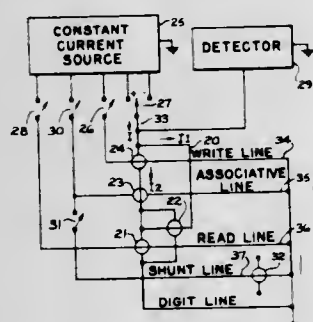 CONSTANT
CURRENT
SOURCE
25
DETECTOR
29
+ -
27
28
30
26
33
I
I1
20
34
24
WRITE LINE
ASSOCIATIVE
LINE
35
23
I2
22
31
21
READ LINE
36
SHUNT LINE
37
32
DIGIT LINE